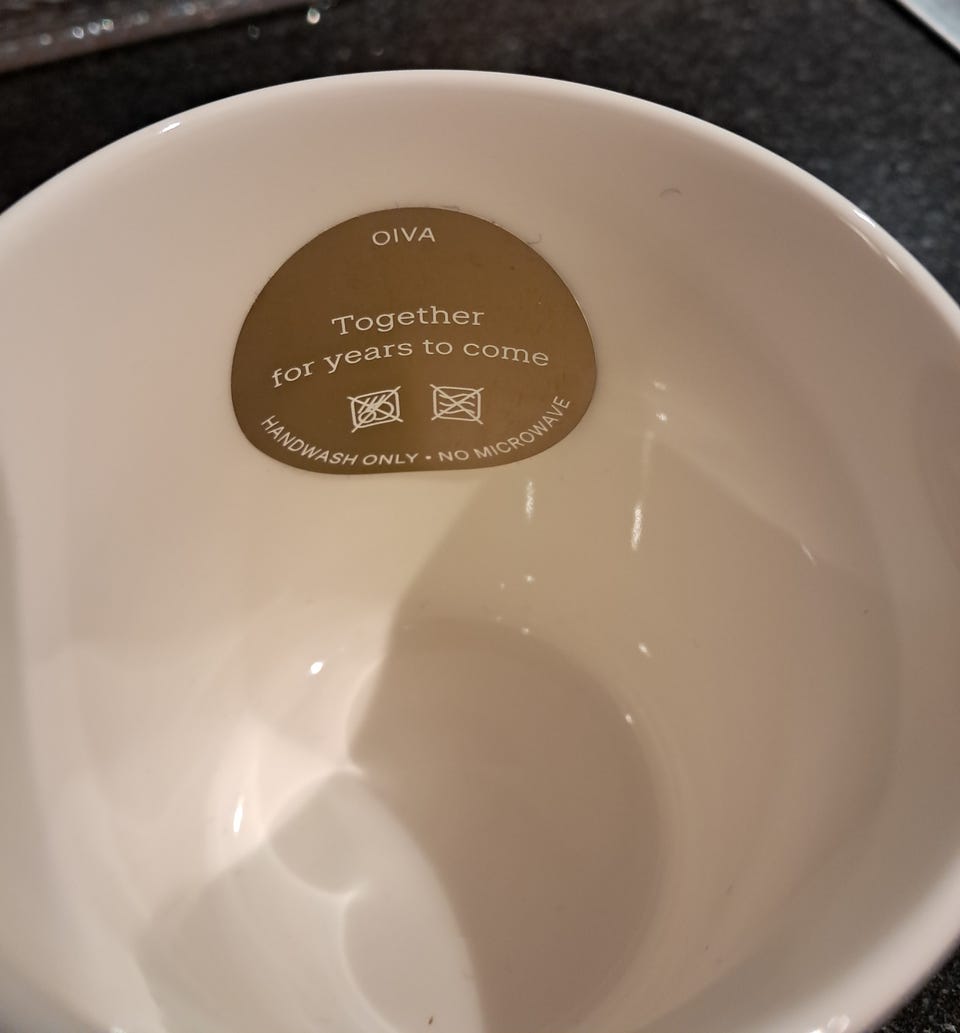 OIVA
Together
for years to come
HANDWASH ONLY • NO MICROWAVE